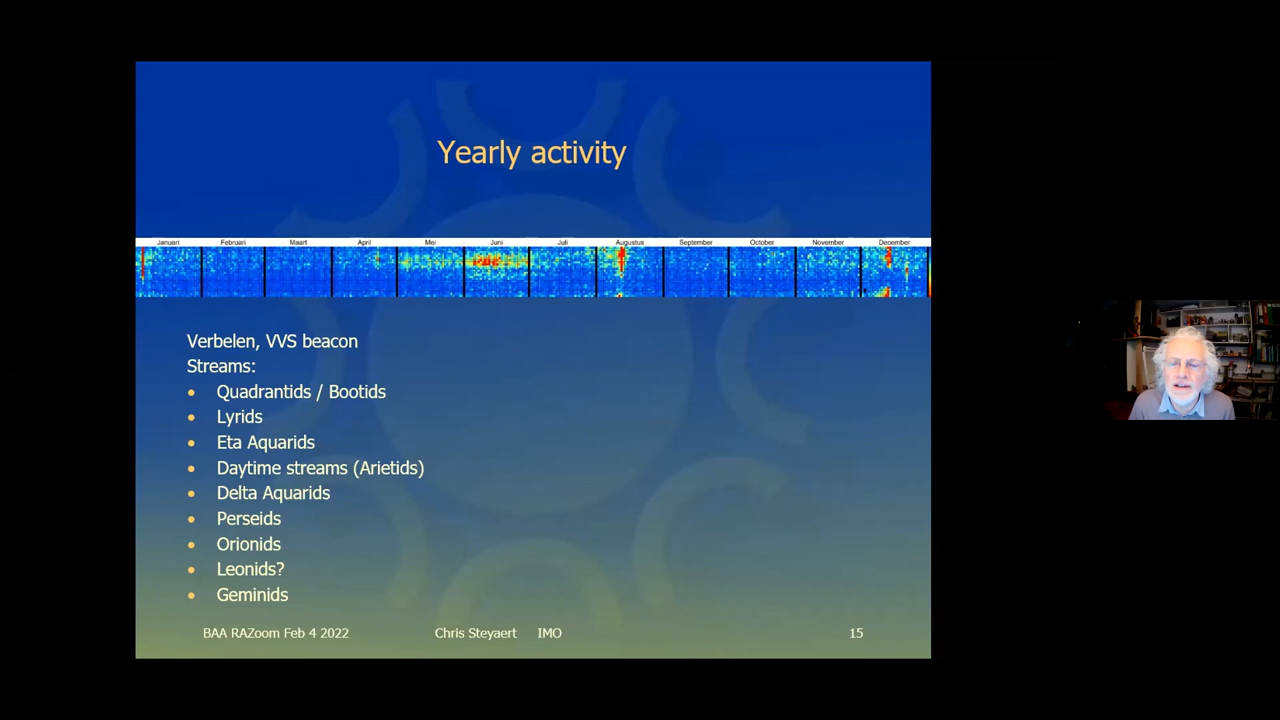 Yearly activity
Januari Februari Maart April Mei Juni Juli Augustus September October November December
Verbelen, VVS beacon
Streams:
• Quadrantids / Bootids
• Lyrids
• Eta Aquarids
• Daytime streams (Arietids)
• Delta Aquarids
• Perseids
• Orionids
• Leonids?
• Geminids
BAA RAZoom Feb 4 2022 Chris Steyaert IMO 15